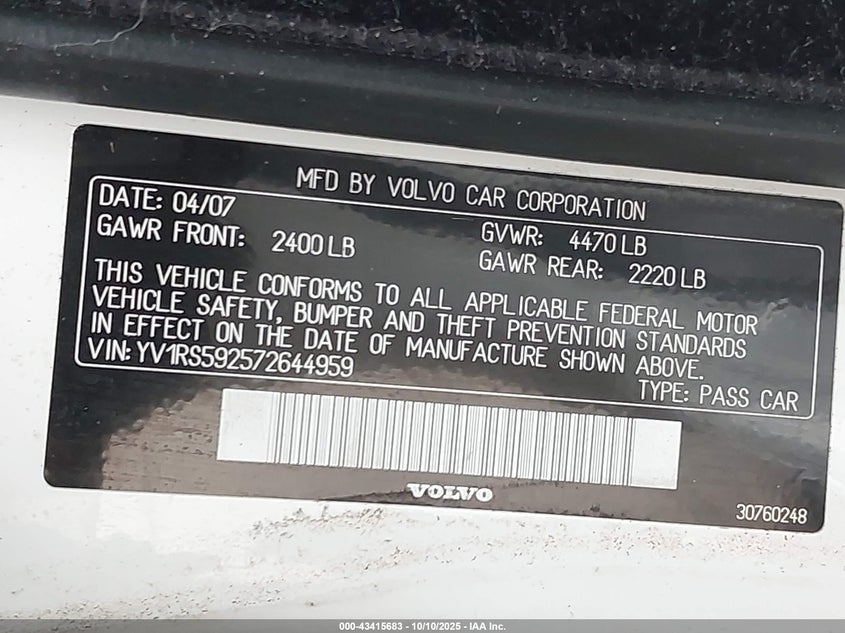 MFD BY VOLVO CAR CORPORATION
DATE: 04/07
GVWR: 4470 LB
GAWR FRONT: 2400 LB
GAWR REAR: 2220 LB
THIS VEHICLE CONFORMS TO ALL APPLICABLE FEDERAL MOTOR
VEHICLE SAFETY, BUMPER AND THEFT PREVENTION STANDARDS
IN EFFECT ON THE DATE OF MANUFACTURE SHOWN ABOVE.
VIN: YV1RS592572644959
TYPE: PASS CAR
VOLVO
30760248
000-43415683 - 10/10/2025 - IAA Inc.